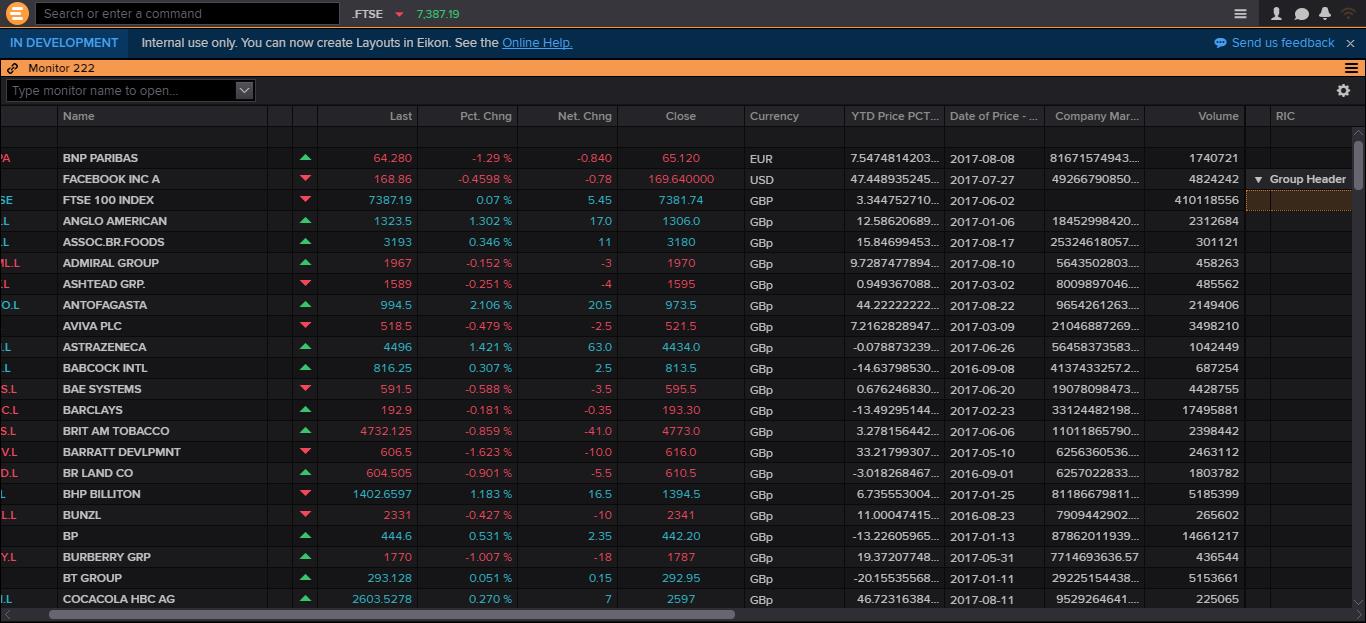 Search or enter a command .FTSE 7,387.19
IN DEVELOPMENT Internal use only. You can now create Layouts in Eikon. See the Online Help. Send us feedback
Monitor 222
Type monitor name to open...
Name Last Pct. Chng Net. Chng Close Currency YTD Price PCT... Date of Price - ... Company Mar... Volume RIC
PA BNP PARIBAS 64.280 -1.29 % -0.840 65.120 EUR 7.5474814203... 2017-08-08 81671574943.... 1740721
FACEBOOK INC A 168.86 -0.4598 % -0.78 169.640000 USD 47.448935245... 2017-07-27 49266790850... 4824242 Group Header
SE FTSE 100 INDEX 7387.19 0.07 % 5.45 7381.74 GBP 3.344752710... 2017-06-02 410118556
.L ANGLO AMERICAN 1323.5 1.302 % 17.0 1306.0 GBp 12.58620689... 2017-01-06 18452998420... 2312684
.L ASSOC.BR.FOODS 3193 0.346 % 11 3180 GBp 15.84699453... 2017-08-17 25324618057.... 301121
ML.L ADMIRAL GROUP 1967 -0.152 % -3 1970 GBp 9.7287477894... 2017-08-10 5643502803.... 458263
.L ASHTEAD GRP. 1589 -0.251 % -4 1595 GBp 0.949367088... 2017-03-02 8009897046.... 485562
O.L ANTOFAGASTA 994.5 2.106 % 20.5 973.5 GBp 44.22222222... 2017-08-22 9654261263.... 2149406
AVIVA PLC 518.5 -0.479 % -2.5 521.5 GBp 7.2162828947... 2017-03-09 21046887269... 3498210
.L ASTRAZENECA 4496 1.421 % 63.0 4434.0 GBp -0.078873239... 2017-06-26 56458373583... 1042449
.L BABCOCK INTL 816.25 0.307 % 2.5 813.5 GBp -14.63798530... 2016-09-08 4137433257.2... 687254
S.L BAE SYSTEMS 591.5 -0.588 % -3.5 595.5 GBp 0.676246830... 2017-06-20 19078098473... 4428755
C.L BARCLAYS 192.9 -0.181 % -0.35 193.30 GBp -13.49295144... 2017-02-23 33124482198... 17495881
S.L BRIT AM TOBACCO 4732.125 -0.859 % -41.0 4773.0 GBp 3.278156442... 2017-06-06 11011865790... 2398442
V.L BARRATT DEVLPMNT 606.5 -1.623 % -10.0 616.0 GBp 33.21799307... 2017-05-10 6256360536.... 2463112
D.L BR LAND CO 604.505 -0.901 % -5.5 610.5 GBp -3.018268467... 2016-09-01 6257022833.... 1803782
L BHP BILLITON 1402.6597 1.183 % 16.5 1394.5 GBp 6.735553004... 2017-01-25 81186679811... 5185399
L.L BUNZL 2331 -0.427 % -10 2341 GBp 11.00047415... 2016-08-23 7909442902.... 265602
BP 444.6 0.531 % 2.35 442.20 GBp -13.22605965... 2017-01-13 87862011939... 14661217
Y.L BURBERRY GRP 1770 -1.007 % -18 1787 GBp 19.37207748... 2017-05-31 7714693636.57 436544
BT GROUP 293.128 0.051 % 0.15 292.95 GBp -20.15535568... 2017-01-11 29225154438... 5153661
.L COCACOLA HBC AG 2603.5278 0.270 % 7 2597 GBp 46.72316384... 2017-08-11 9529264641.... 225065